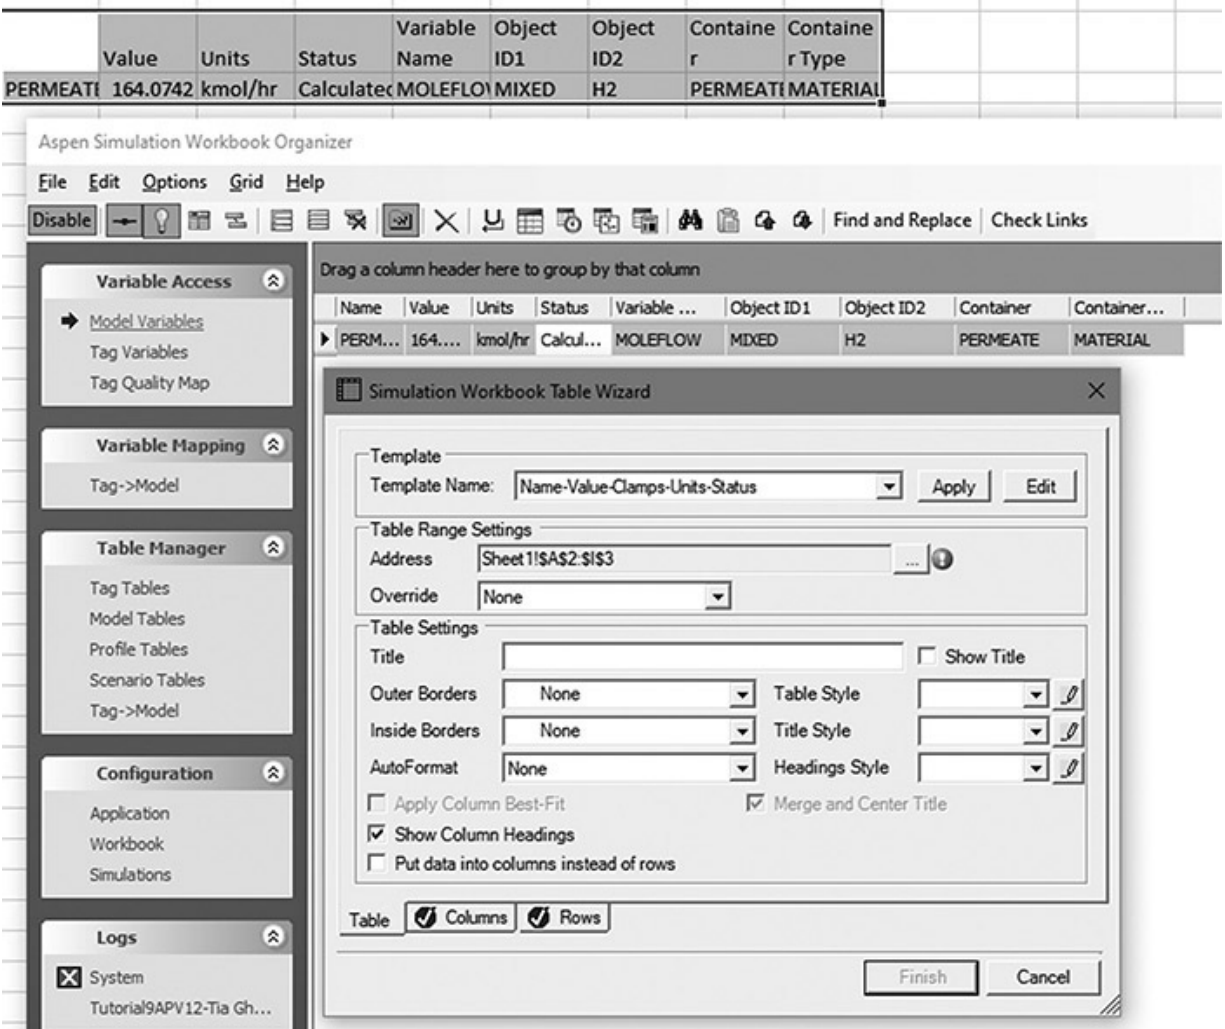 Variable Object Object Containe Containe
Value Units Status Name ID1 ID2 r r Type
PERMEATE 164.0742 kmol/hr Calculated MOLEFLOW MIXED H2 PERMEATE MATERIAL
Aspen Simulation Workbook Organizer
File Edit Options Grid Help
Disable Find and Replace Check Links
Variable Access
Model Variables
Tag Variables
Tag Quality Map
Variable Mapping
Tag->Model
Table Manager
Tag Tables
Model Tables
Profile Tables
Scenario Tables
Tag->Model
Configuration
Application
Workbook
Simulations
Logs
System
Tutorial9APV12-Tia Gh...
Drag a column header here to group by that column
Name Value Units Status Variable ... Object ID1 Object ID2 Container Container...
PERM... 164.... kmol/hr Calcul... MOLEFLOW MIXED H2 PERMEATE MATERIAL
Simulation Workbook Table Wizard
Template
Template Name: Name-Value-Clamps-Units-Status Apply Edit
Table Range Settings
Address Sheet1!$A$2:$I$3 ...
Override None
Table Settings
Title Show Title
Outer Borders None Table Style
Inside Borders None Title Style
AutoFormat None Headings Style
Apply Column Best-Fit Merge and Center Title
Show Column Headings
Put data into columns instead of rows
Table Columns Rows
Finish Cancel